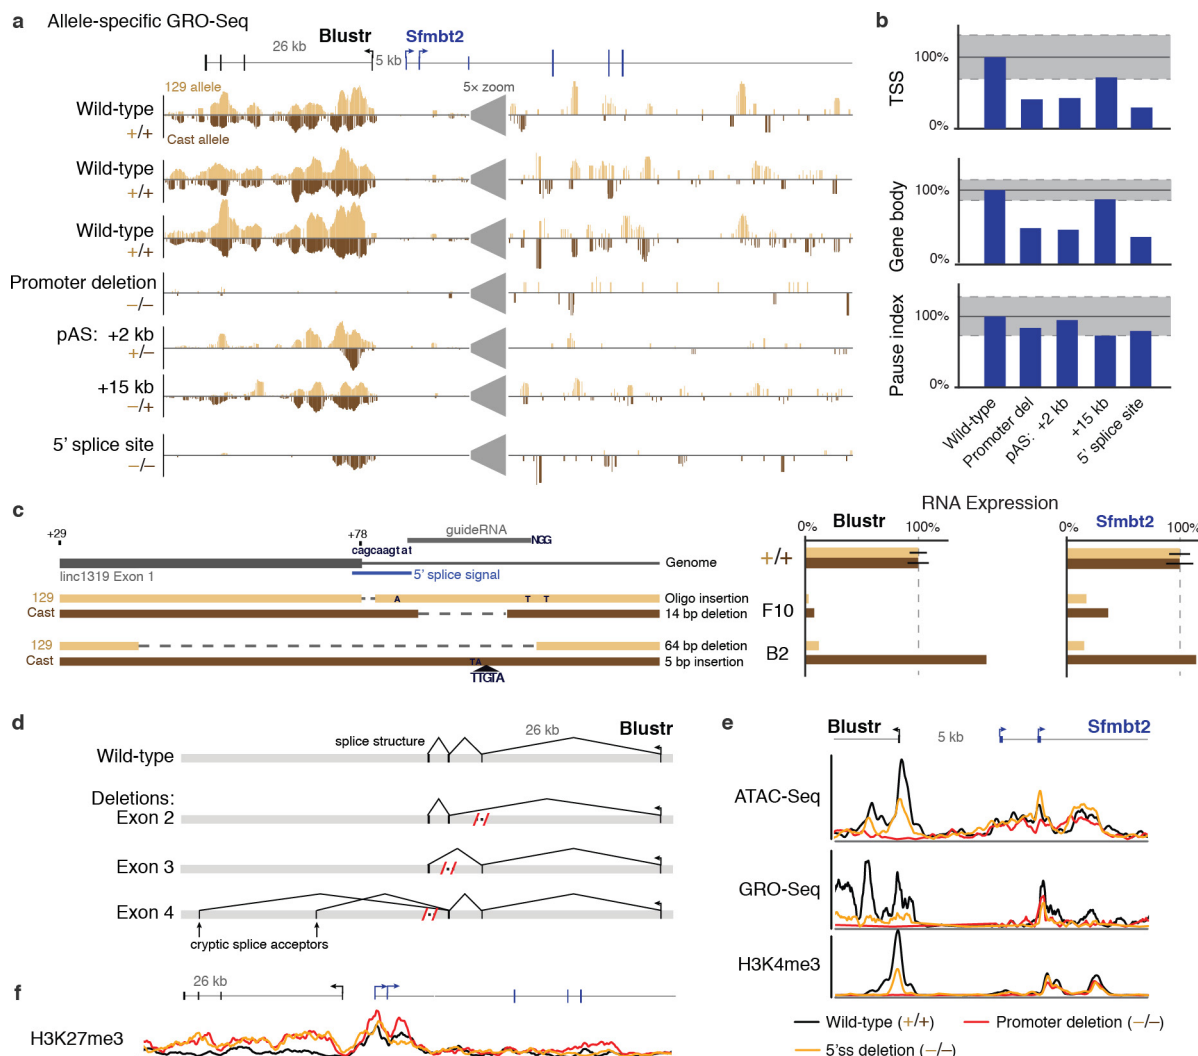 a Allele-specific GRO-Seq
26 kb Blustr 5 kb Sfmbt2
129 allele 5× zoom
Wild-type
+/+
Cast allele
Wild-type
+/+
Wild-type
+/+
Promoter deletion
−/−
pAS: +2 kb
+/−
+15 kb
−/+
5’ splice site
−/−
b
TSS
100%
0%
Gene body
100%
0%
Pause index
100%
0%
Wild-type
Promoter del
pAS: +2 kb
+15 kb
5’ splice site
c
+29 +78 guideRNA
cagcaagtat NGG
Genome
linc1319 Exon 1 5’ splice signal
129 A T T Oligo insertion
Cast 14 bp deletion
129 64 bp deletion
Cast TA 5 bp insertion
TTGTA
RNA Expression
0% Blustr 100% 0% Sfmbt2 100%
+/+
F10
B2
d
26 kb Blustr
splice structure
Wild-type
Deletions:
Exon 2
Exon 3
Exon 4
cryptic splice acceptors
e
Blustr 5 kb Sfmbt2
ATAC-Seq
GRO-Seq
H3K4me3
Wild-type (+/+) Promoter deletion (−/−)
5’ss deletion (−/−)
f
26 kb
H3K27me3